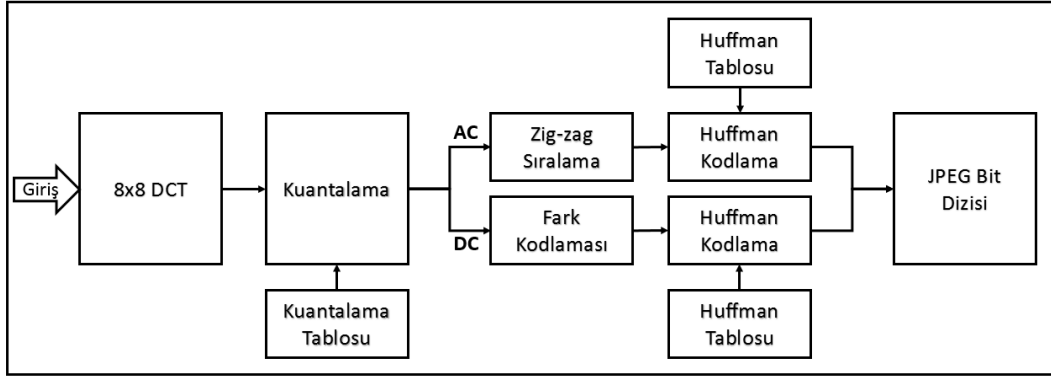 Huffman
Tablosu
AC
Zig-zag
Sıralama
Huffman
Kodlama
Giriş
8x8 DCT
Kuantalama
JPEG Bit
Dizisi
DC
Fark
Kodlaması
Huffman
Kodlama
Kuantalama
Tablosu
Huffman
Tablosu